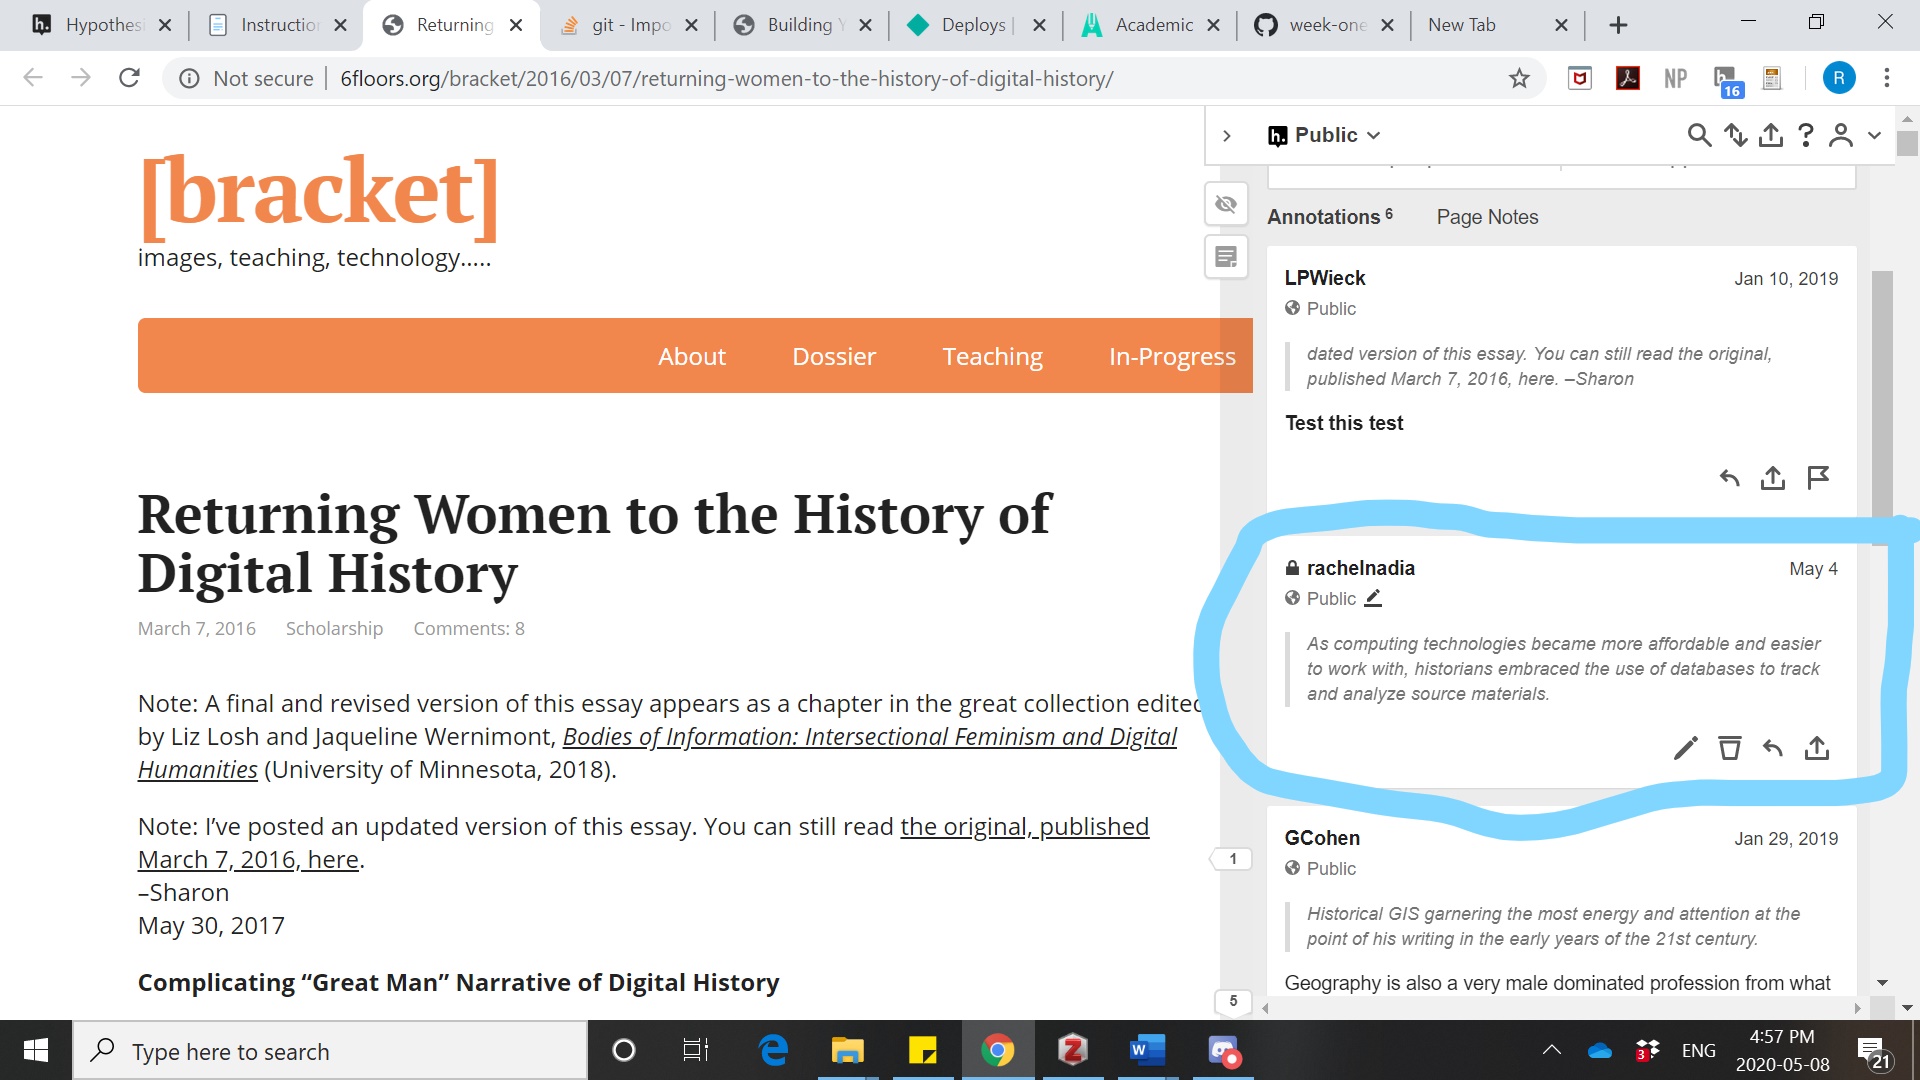 Hypothesi
Instruction
Returning
git - Impo
Building Y
Deploys |
Academic
week-one
New Tab
Not secure | 6floors.org/bracket/2016/03/07/returning-women-to-the-history-of-digital-history/
NP
16
R
[bracket]
images, teaching, technology.....
About Dossier Teaching In-Progress
Returning Women to the History of
Digital History
March 7, 2016 Scholarship Comments: 8
Note: A final and revised version of this essay appears as a chapter in the great collection edited
by Liz Losh and Jaqueline Wernimont, Bodies of Information: Intersectional Feminism and Digital
Humanities (University of Minnesota, 2018).
Note: I've posted an updated version of this essay. You can still read the original, published
March 7, 2016, here.
–Sharon
May 30, 2017
Complicating “Great Man” Narrative of Digital History
h. Public
Annotations 6 Page Notes
LPWieck Jan 10, 2019
Public
dated version of this essay. You can still read the original,
published March 7, 2016, here. –Sharon
Test this test
rachelnadia May 4
Public
As computing technologies became more affordable and easier
to work with, historians embraced the use of databases to track
and analyze source materials.
1
GCohen Jan 29, 2019
Public
Historical GIS garnering the most energy and attention at the
point of his writing in the early years of the 21st century.
Geography is also a very male dominated profession from what
5
Type here to search
3
ENG
4:57 PM
2020-05-08
21